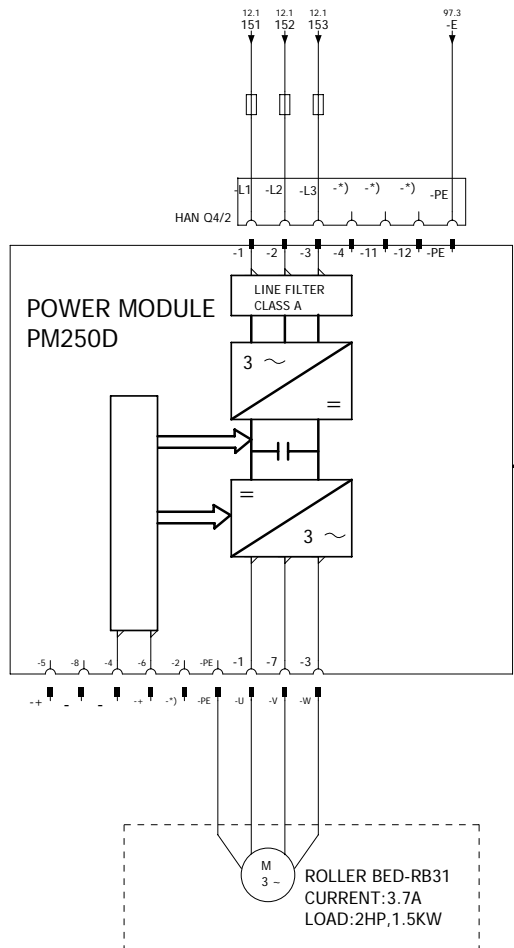 12.1 12.1 12.1 97.3
151 152 153 -E
-L1 -L2 -L3 -*) -*) -*) -PE
HAN Q4/2
-1 -2 -3 -4 -11 -12 -PE
LINE FILTER
CLASS A
POWER MODULE
PM250D
3 ~
=
=
3 ~
-5 -8 -4 -6 -2 -PE -1 -7 -3
-+ - - -+ -*) -PE -U -V -W
M
3 ~
ROLLER BED-RB31
CURRENT:3.7A
LOAD:2HP,1.5KW